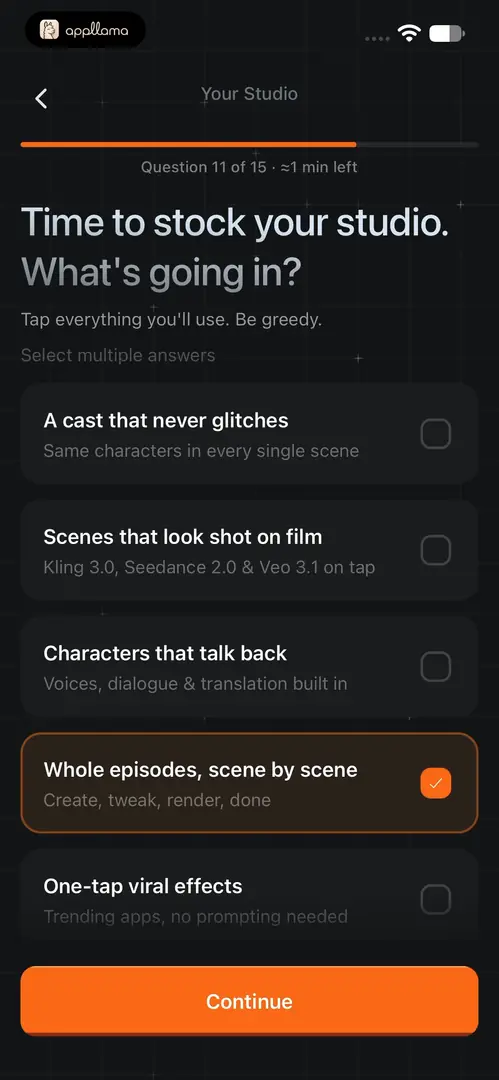 appllama
Your Studio
Question 11 of 15 · ≈1 min left
Time to stock your studio.
What's going in?
Tap everything you'll use. Be greedy.
Select multiple answers
A cast that never glitches
Same characters in every single scene
Scenes that look shot on film
Kling 3.0, Seedance 2.0 & Veo 3.1 on tap
Characters that talk back
Voices, dialogue & translation built in
Whole episodes, scene by scene
Create, tweak, render, done
One-tap viral effects
Trending apps, no prompting needed
Continue